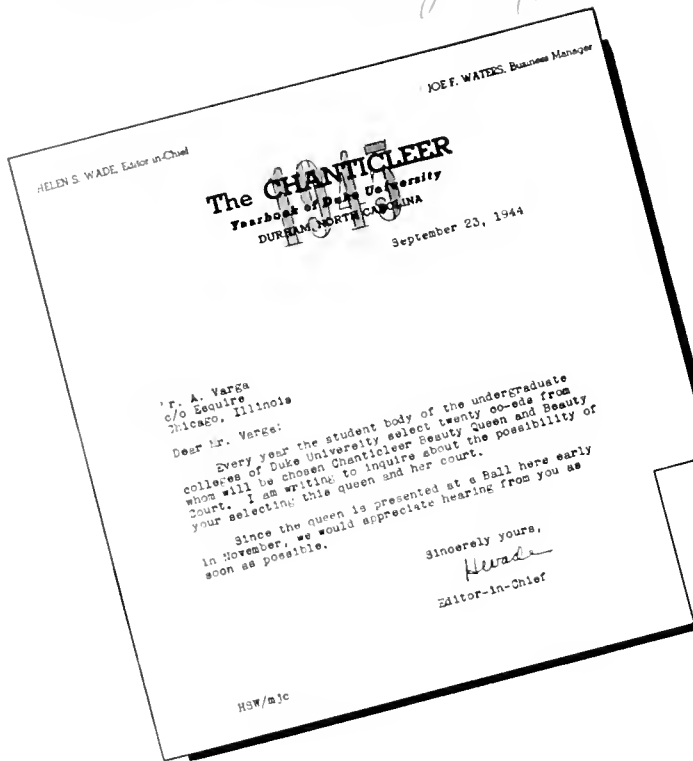 HELEN S. WADE, Editor-in-Chief
JOE F. WATERS, Business Manager
1945
The CHANTICLEER
Yearbook of Duke University
DURHAM, NORTH CAROLINA
September 23, 1944
r. A. Varga
c/o Esquire
Chicago, Illinois
Dear Mr. Varga:
Every year the student body of the undergraduate
colleges of Duke University select twenty co-eds from
whom will be chosen Chanticleer Beauty Queen and Beauty
Court. I am writing to inquire about the possibility of
your selecting this queen and her court.
Since the queen is presented at a Ball here early
in November, we would appreciate hearing from you as
soon as possible.
Sincerely yours,
HSWade
Editor-in-Chief
HSW/mjc